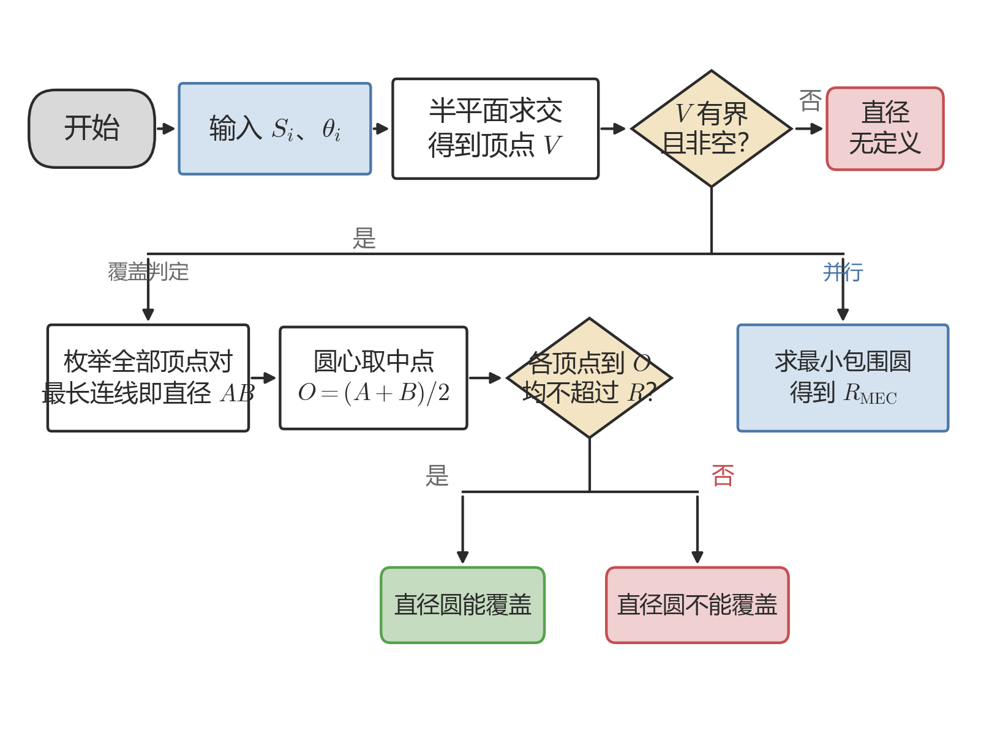 开始
输入 Sᵢ、θᵢ
半平面求交
得到顶点 V
V 有界
且非空?
否
直径
无定义
是
覆盖判定
并行
枚举全部顶点对
最长连线即直径 AB
圆心取中点
O = (A + B)/2
各顶点到 O
均不超过 R?
求最小包围圆
得到 R_MEC
是
否
直径圆能覆盖
直径圆不能覆盖